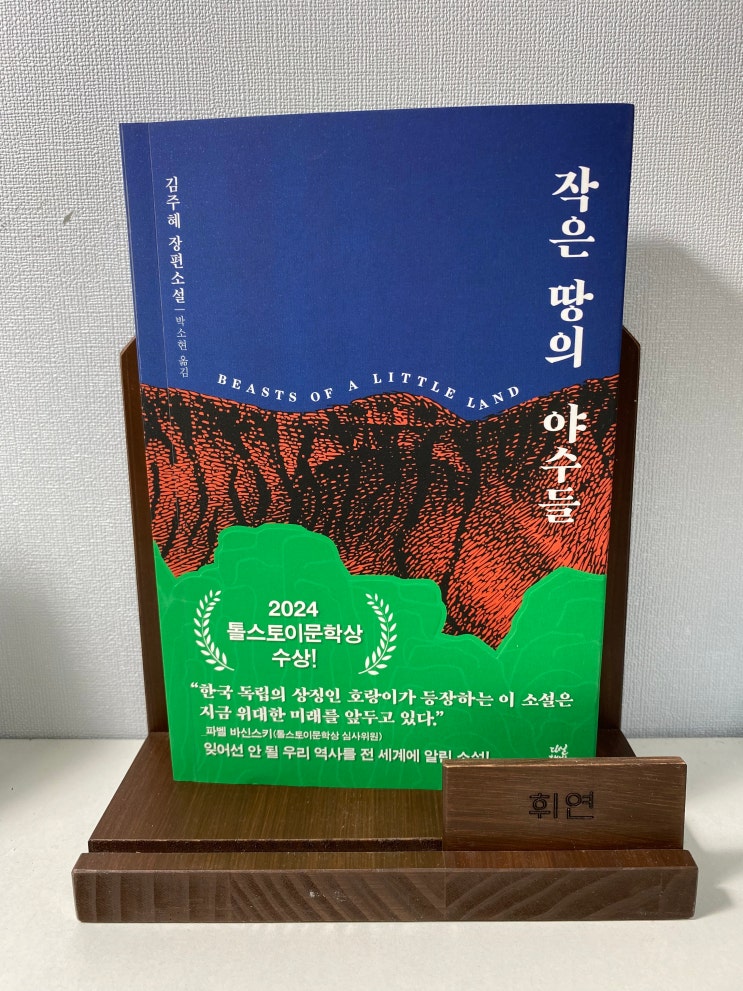 작은 땅의 야수들
김주혜 장편소설 — 박소현 옮김
BEASTS OF A LITTLE LAND
2024
톨스토이문학상
수상!
“한국 독립의 상징인 호랑이가 등장하는 이 소설은
지금 위대한 미래를 앞두고 있다.”
파벨 바신스키(톨스토이문학상 심사위원)
잊어선 안 될 우리 역사를 전 세계에 알린 소설!
휘연